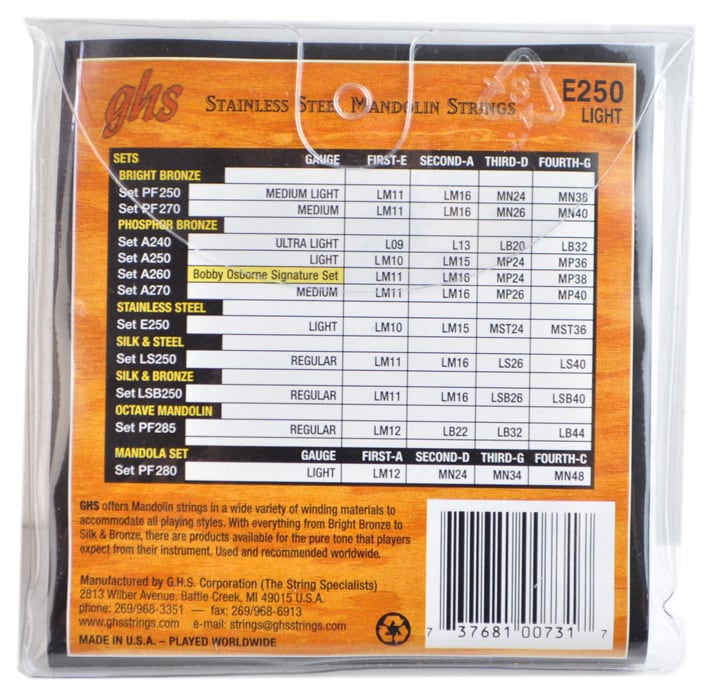 ghs STAINLESS STEEL MANDOLIN STRINGS E250
LIGHT
SETS GAUGE FIRST-E SECOND-A THIRD-D FOURTH-G
BRIGHT BRONZE
Set PF250 MEDIUM LIGHT LM11 LM16 MN24 MN38
Set PF270 MEDIUM LM11 LM16 MN26 MN40
PHOSPHOR BRONZE
Set A240 ULTRA LIGHT L09 L13 LB20 LB32
Set A250 LIGHT LM10 LM15 MP24 MP36
Set A260 Bobby Osborne Signature Set LM11 LM16 MP24 MP38
Set A270 MEDIUM LM11 LM16 MP26 MP40
STAINLESS STEEL
Set E250 LIGHT LM10 LM15 MST24 MST36
SILK & STEEL
Set LS250 REGULAR LM11 LM16 LS26 LS40
SILK & BRONZE
Set LSB250 REGULAR LM11 LM16 LSB26 LSB40
OCTAVE MANDOLIN
Set PF285 REGULAR LM12 LB22 LB32 LB44
MANDOLA SET GAUGE FIRST-A SECOND-D THIRD-G FOURTH-C
Set PF280 LIGHT LM12 MN24 MN34 MN48
GHS offers Mandolin strings in a wide variety of winding materials to
accommodate all playing styles. With everything from Bright Bronze to
Silk & Bronze, there are products available for the pure tone that players
expect from their instrument. Used and recommended worldwide.
Manufactured by G.H.S. Corporation (The String Specialists)
2813 Wilber Avenue, Battle Creek, MI 49015 U.S.A.
phone: 269/968-3351 — fax: 269/968-6913
www.ghsstrings.com e-mail: strings@ghsstrings.com
MADE IN U.S.A. – PLAYED WORLDWIDE
7 37681 00731 7